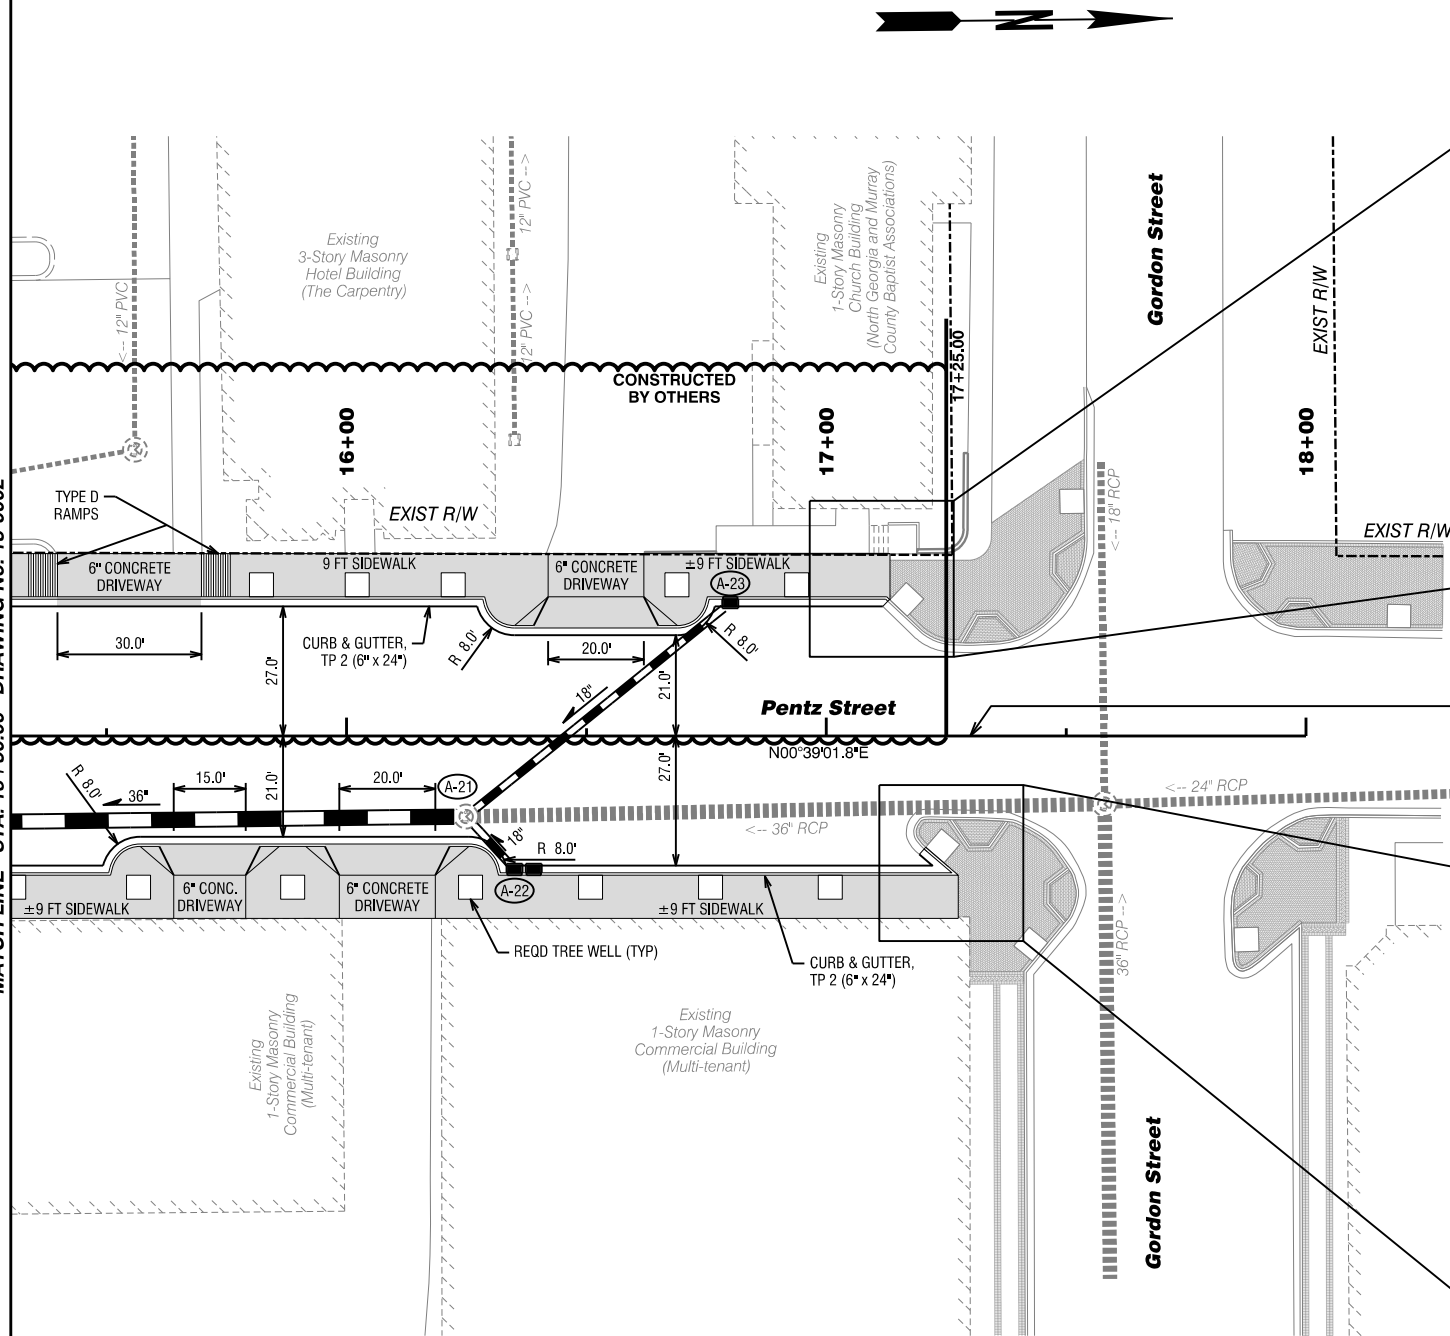 N
Gordon Street
EXIST R/W
Existing
3-Story Masonry
Hotel Building
(The Carpentry)
Existing
1-Story Masonry
Church Building
(North Georgia and Murray
County Baptist Associations)
<-- 12" PVC
12" PVC -->
12" PVC -->
CONSTRUCTED
BY OTHERS
17+25.00
16+00
17+00
18+00
TYPE D
RAMPS
EXIST R/W
<-- 18" RCP
EXIST R/W
6" CONCRETE
DRIVEWAY
9 FT SIDEWALK
6" CONCRETE
DRIVEWAY
±9 FT SIDEWALK
A-23
30.0'
27.0'
CURB & GUTTER,
TP 2 (6" x 24")
R 8.0'
20.0'
R 8.0'
18"
21.0'
Pentz Street
N00°39'01.8"E
R 8.0'
15.0'
36"
21.0'
20.0'
A-21
27.0'
<-- 24" RCP
<-- 36" RCP
18"
R 8.0'
A-22
6" CONC.
DRIVEWAY
6" CONCRETE
DRIVEWAY
±9 FT SIDEWALK
±9 FT SIDEWALK
REQD TREE WELL (TYP)
CURB & GUTTER,
TP 2 (6" x 24")
36" RCP -->
Existing
1-Story Masonry
Commercial Building
(Multi-tenant)
Existing
1-Story Masonry
Commercial Building
(Multi-tenant)
Gordon Street